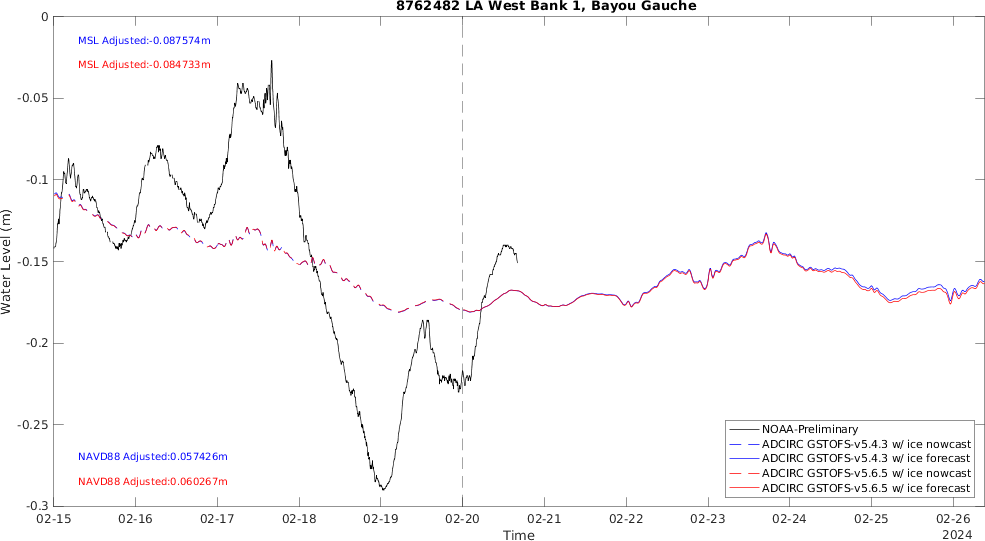 8762482 LA West Bank 1, Bayou Gauche
MSL Adjusted:-0.087574m
MSL Adjusted:-0.084733m
0
-0.05
-0.1
-0.15
-0.2
-0.25
-0.3
Water Level (m)
NAVD88 Adjusted:0.057426m
NAVD88 Adjusted:0.060267m
NOAA-Preliminary
ADCIRC GSTOFS-v5.4.3 w/ ice nowcast
ADCIRC GSTOFS-v5.4.3 w/ ice forecast
ADCIRC GSTOFS-v5.6.5 w/ ice nowcast
ADCIRC GSTOFS-v5.6.5 w/ ice forecast
02-15 02-16 02-17 02-18 02-19 02-20 02-21 02-22 02-23 02-24 02-25 02-26
Time
2024